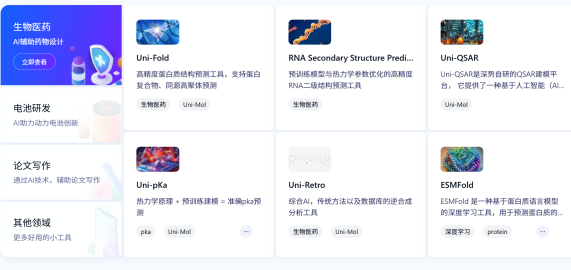 生物医药
AI辅助药物设计
立即查看
电池研发
AI助力动力电池创新
论文写作
通过AI技术，辅助论文写作
其他领域
更多好用的小工具
Uni-Fold
高精度蛋白质结构预测工具，支持蛋白
复合物、同源高聚体预测
生物医药
Uni-Mol
RNA Secondary Structure Predi...
预训练模型与热力学参数优化的高精度
RNA二级结构预测工具
生物医药
Uni-QSAR
Uni-QSAR是深势自研的QSAR建模平
台， 它提供了一种基于人工智能（AI...
Uni-Mol
Uni-pKa
热力学原理 + 预训练建模 = 准确pka预
测
pka
Uni-Mol
...
Uni-Retro
综合AI，传统方法以及数据库的逆合成
分析工具
生物医药
Uni-Mol
ESMFold
ESMFold 是一种基于蛋白质语言模型
的深度学习工具，用于预测蛋白质的...
深度学习
protein
...